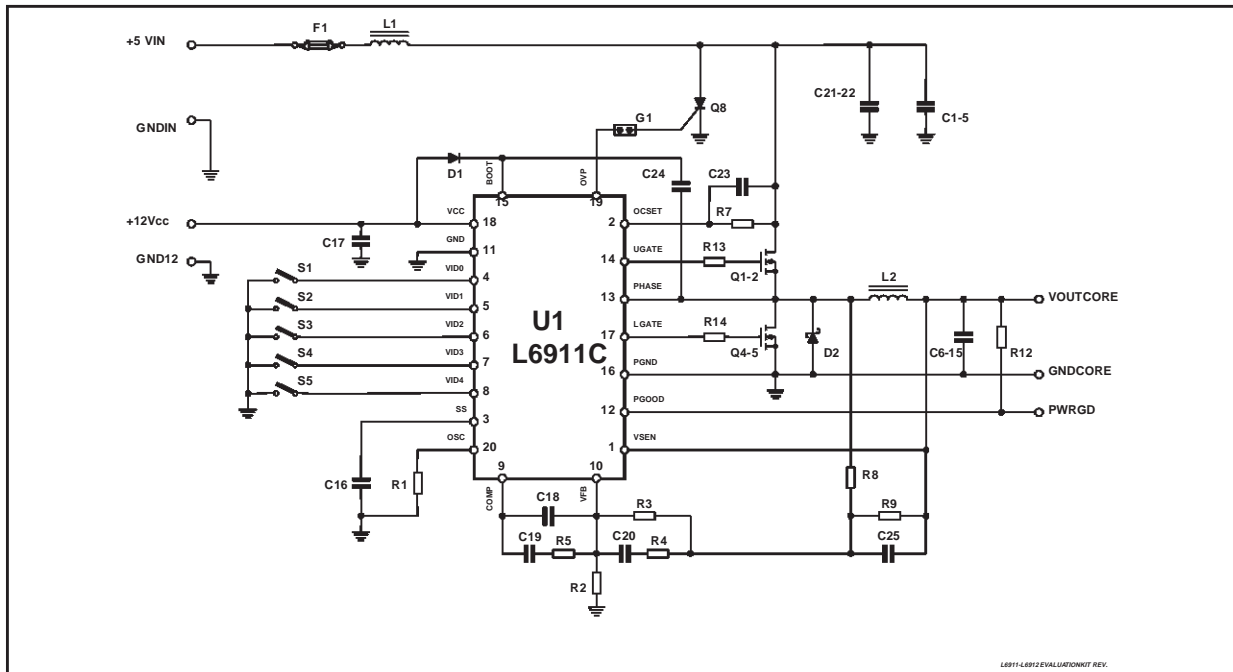 F1
L1
+5 VIN
C21-22
Q8
C1-5
G1
GNDIN
D1
BOOT
OVP
C24
C23
15
19
+12Vcc
VCC
18
2
OCSET
R7
C17
GND
11
14
UGATE
R13
Q1-2
GND12
S1
VID0
4
13
PHASE
L2
VOUTCORE
S2
VID1
5
U1
L6911C
17
LGATE
R14
Q4-5
D2
C6-15
R12
S3
VID2
6
S4
VID3
7
16
PGND
GNDCORE
S5
VID4
8
12
PGOOD
PWRGD
SS
3
OSC
20
1
VSEN
9
10
C16
R1
COMP
VFB
R8
C18
R3
R9
C19
R5
C20
R4
C25
R2
L6911-L6912 EVALUATIONKIT REV.